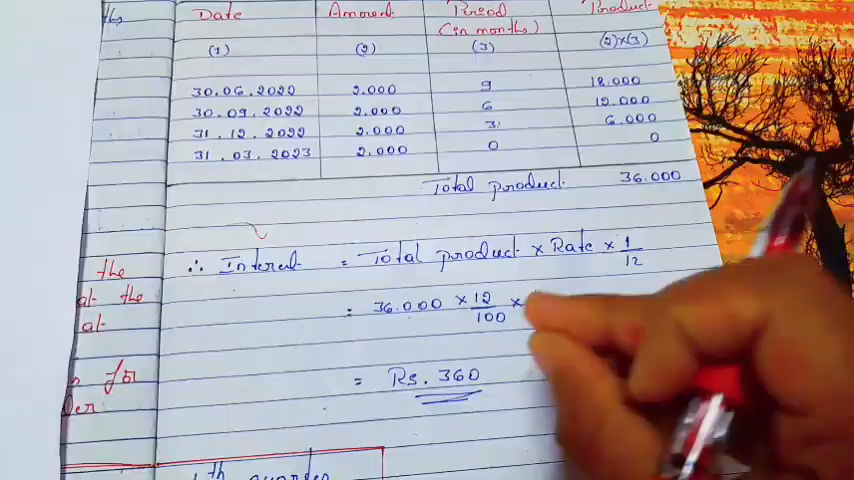 Date Amount Period Product
(in months)
(1) (2) (3) (2)x(3)
30.06.2022 2.000 9 18.000
30.09.2022 2.000 6 12.000
31.12.2022 2.000 3 6.000
31.03.2023 2.000 0 0
Total product 36.000
∴ Interest = Total product x Rate x 1/12
the
at the = 36.000 x 12/100 x
at
for = Rs. 360
th quarter